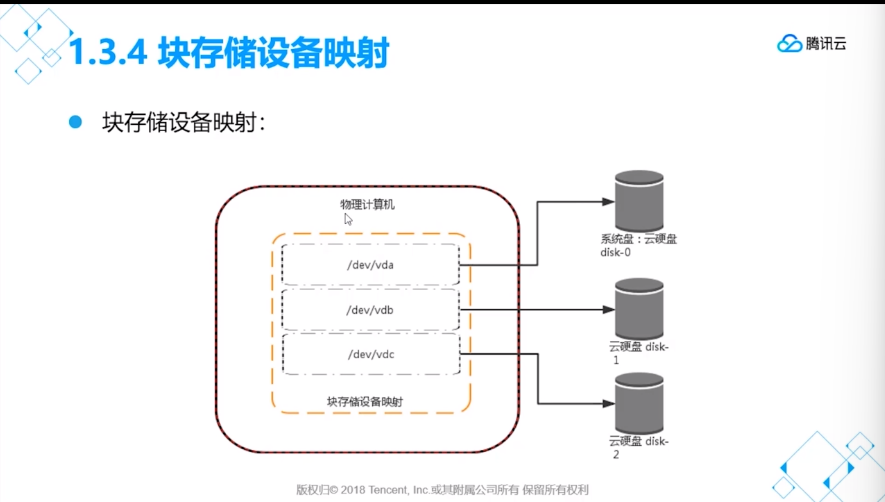 1.3.4 块存储设备映射
腾讯云
块存储设备映射：
物理计算机
/dev/vda
/dev/vdb
/dev/vdc
块存储设备映射
系统盘：云硬盘
disk-0
云硬盘 disk-
1
云硬盘 disk-
2
版权归© 2018 Tencent, Inc.或其附属公司所有 保留所有权利